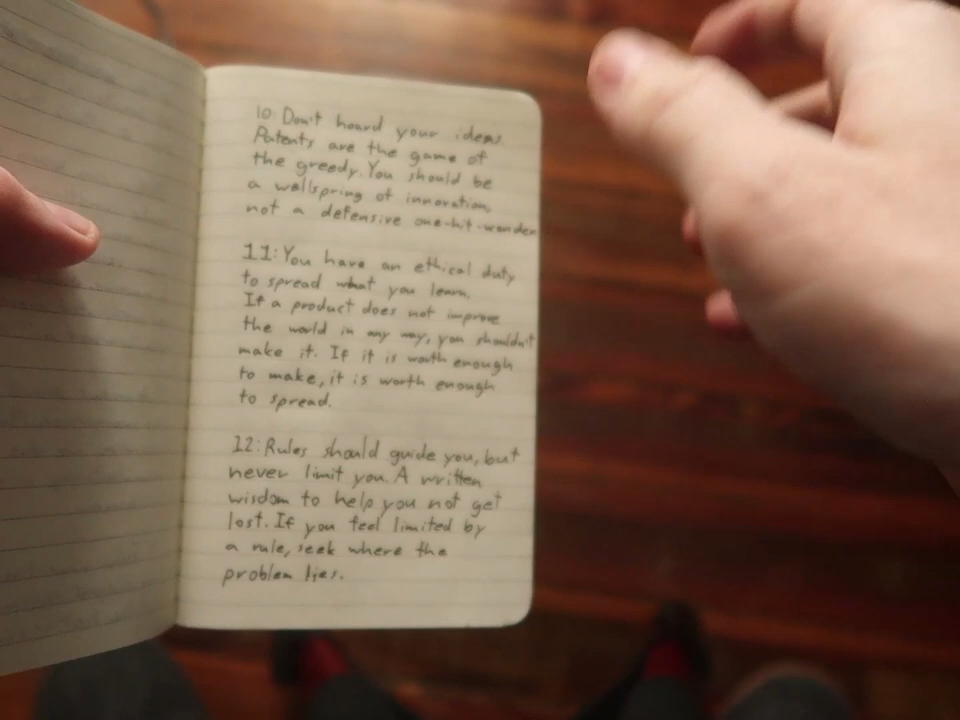 10: Don't hoard your ideas.
Patents are the game of
the greedy. You should be
a wellspring of innovation,
not a defensive one-hit-wonder
11: You have an ethical duty
to spread what you learn.
If a product does not improve
the world in any way, you shouldn't
make it. If it is worth enough
to make, it is worth enough
to spread.
12: Rules should guide you, but
never limit you. A written
wisdom to help you not get
lost. If you feel limited by
a rule, seek where the
problem lies.